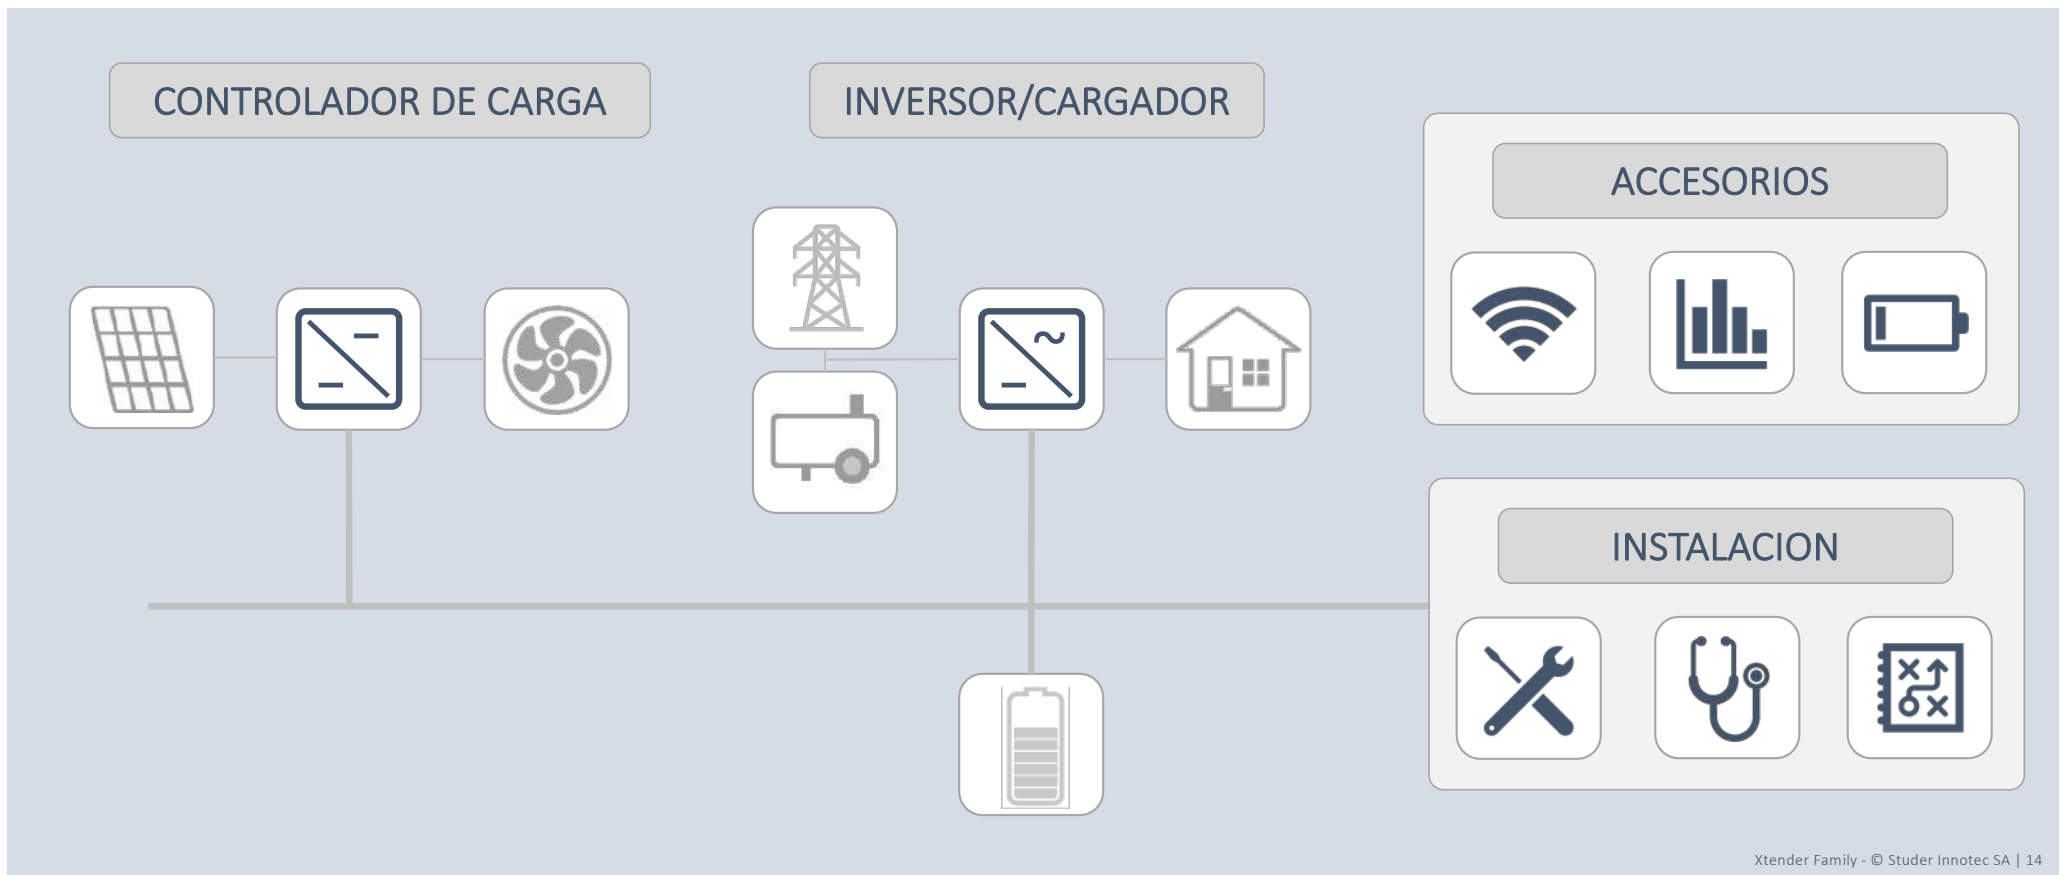 CONTROLADOR DE CARGA
INVERSOR/CARGADOR
ACCESORIOS
INSTALACION
Xtender Family - © Studer Innotec SA | 14